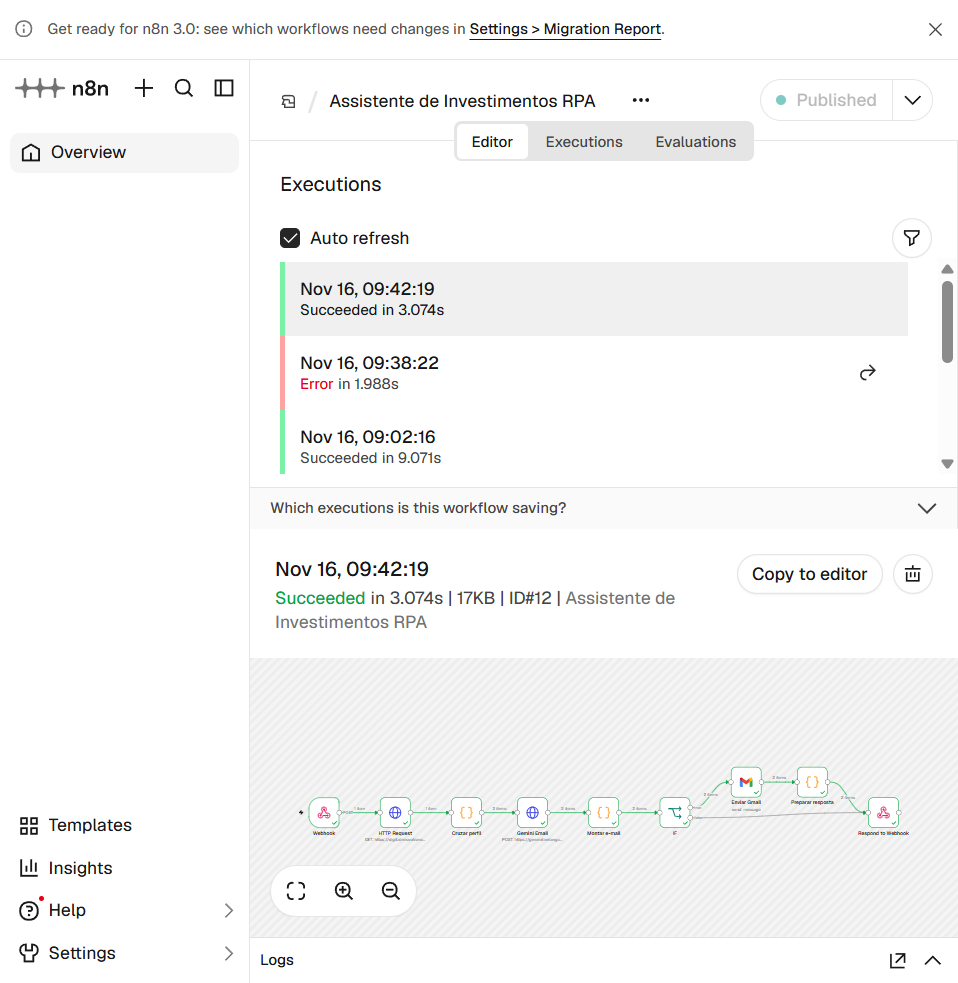 Get ready for n8n 3.0: see which workflows need changes in Settings > Migration Report.
n8n
Overview
Assistente de Investimentos RPA
Published
Editor
Executions
Evaluations
Executions
Auto refresh
Nov 16, 09:42:19
Succeeded in 3.074s
Nov 16, 09:38:22
Error in 1.988s
Nov 16, 09:02:16
Succeeded in 9.071s
Which executions is this workflow saving?
Nov 16, 09:42:19
Succeeded in 3.074s | 17KB | ID#12 | Assistente de
Investimentos RPA
Copy to editor
Webhook
HTTP Request
Cruzar perfil
Gemini Email
Montar e-mail
IF
Enviar Gmail
Preparar resposta
Respond to Webhook
Templates
Insights
Help
Settings
Logs